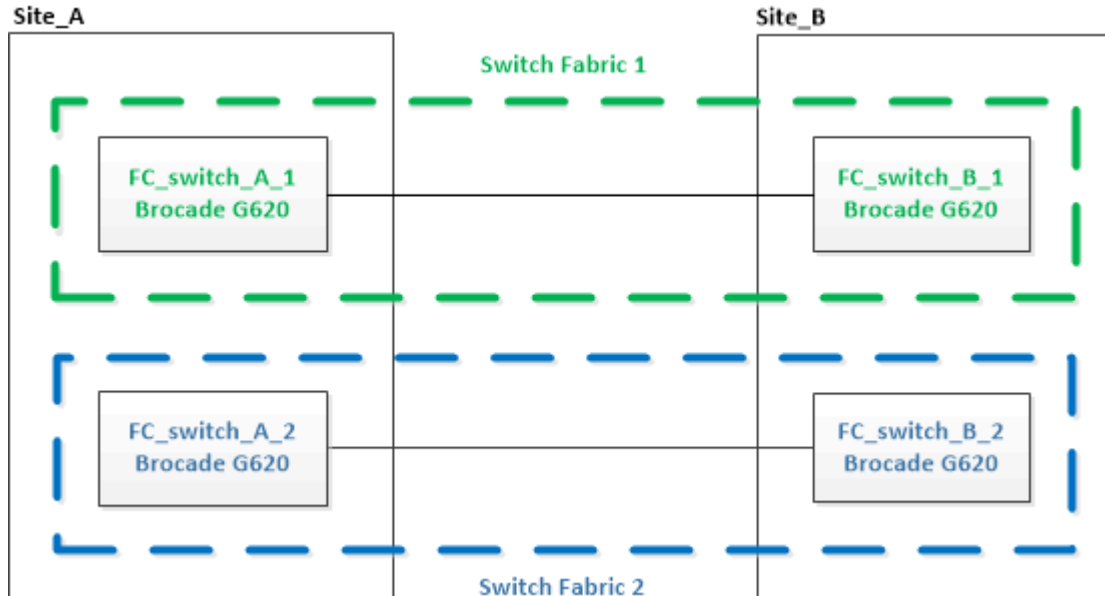 Site_A
Site_B
Switch Fabric 1
FC_switch_A_1
Brocade G620
FC_switch_B_1
Brocade G620
FC_switch_A_2
Brocade G620
FC_switch_B_2
Brocade G620
Switch Fabric 2